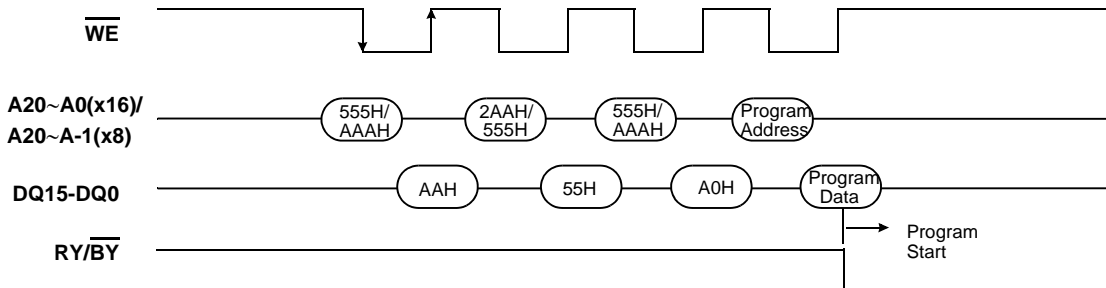 WE
A20~A0(x16)/
A20~A-1(x8)
555H/
AAAH
2AAH/
555H
555H/
AAAH
Program
Address
DQ15-DQ0
AAH
55H
A0H
Program
Data
RY/BY
Program
Start